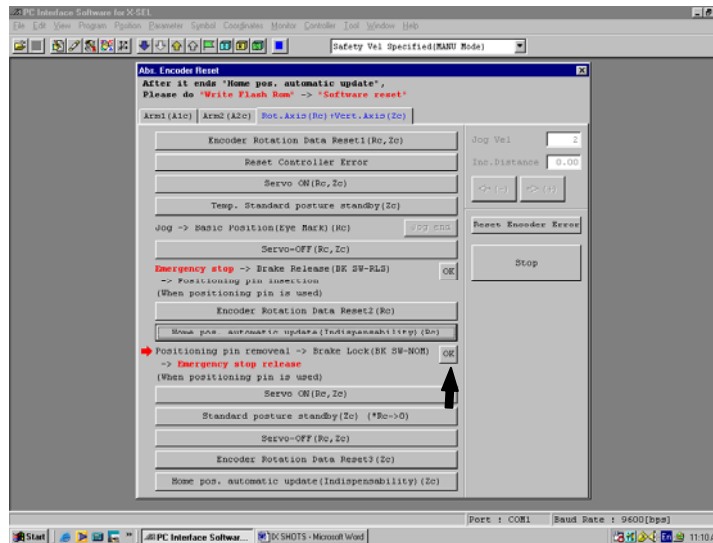 PC Interface Software for X-SEL
File Edit View Program Position Parameter Symbol Coordinates Monitor Controller Tool Window Help
Safety Vel Specified(MANU Mode)
Abs. Encoder Reset
After it ends "Home pos. automatic update",
Please do "Write Flash Rom" -> "Software reset"
Arm1(A1c) Arm2(A2c) Rot.Axis(Rc)+Vert.Axis(Zc)
Encoder Rotation Data Reset1(Rc,Zc)
Reset Controller Error
Servo ON(Rc,Zc)
Temp. Standard posture standby(Zc)
Jog -> Basic Position(Eye Mark)(Rc) Jog end
Servo-OFF(Rc,Zc)
Emergency stop -> Brake Release(BK SW-RLS) OK
-> Positioning pin insertion
(When positioning pin is used)
Encoder Rotation Data Reset2(Rc)
Home pos. automatic update(Indispensability)(Rc)
Positioning pin removeal -> Brake Lock(BK SW-NOM) OK
-> Emergency stop release
(When positioning pin is used)
Servo ON(Rc,Zc)
Standard posture standby(Zc) (*Rc->0)
Servo-OFF(Rc,Zc)
Encoder Rotation Data Reset3(Zc)
Home pos. automatic update(Indispensability)(Zc)
Jog Vel 2
Inc.Distance 0.00
<-(-) ->(+)
Reset Encoder Error
Stop
Port : COM1 Baud Rate : 9600[bps]
Start PC Interface Softwar... IX SHOTS - Microsoft Word En 11:10